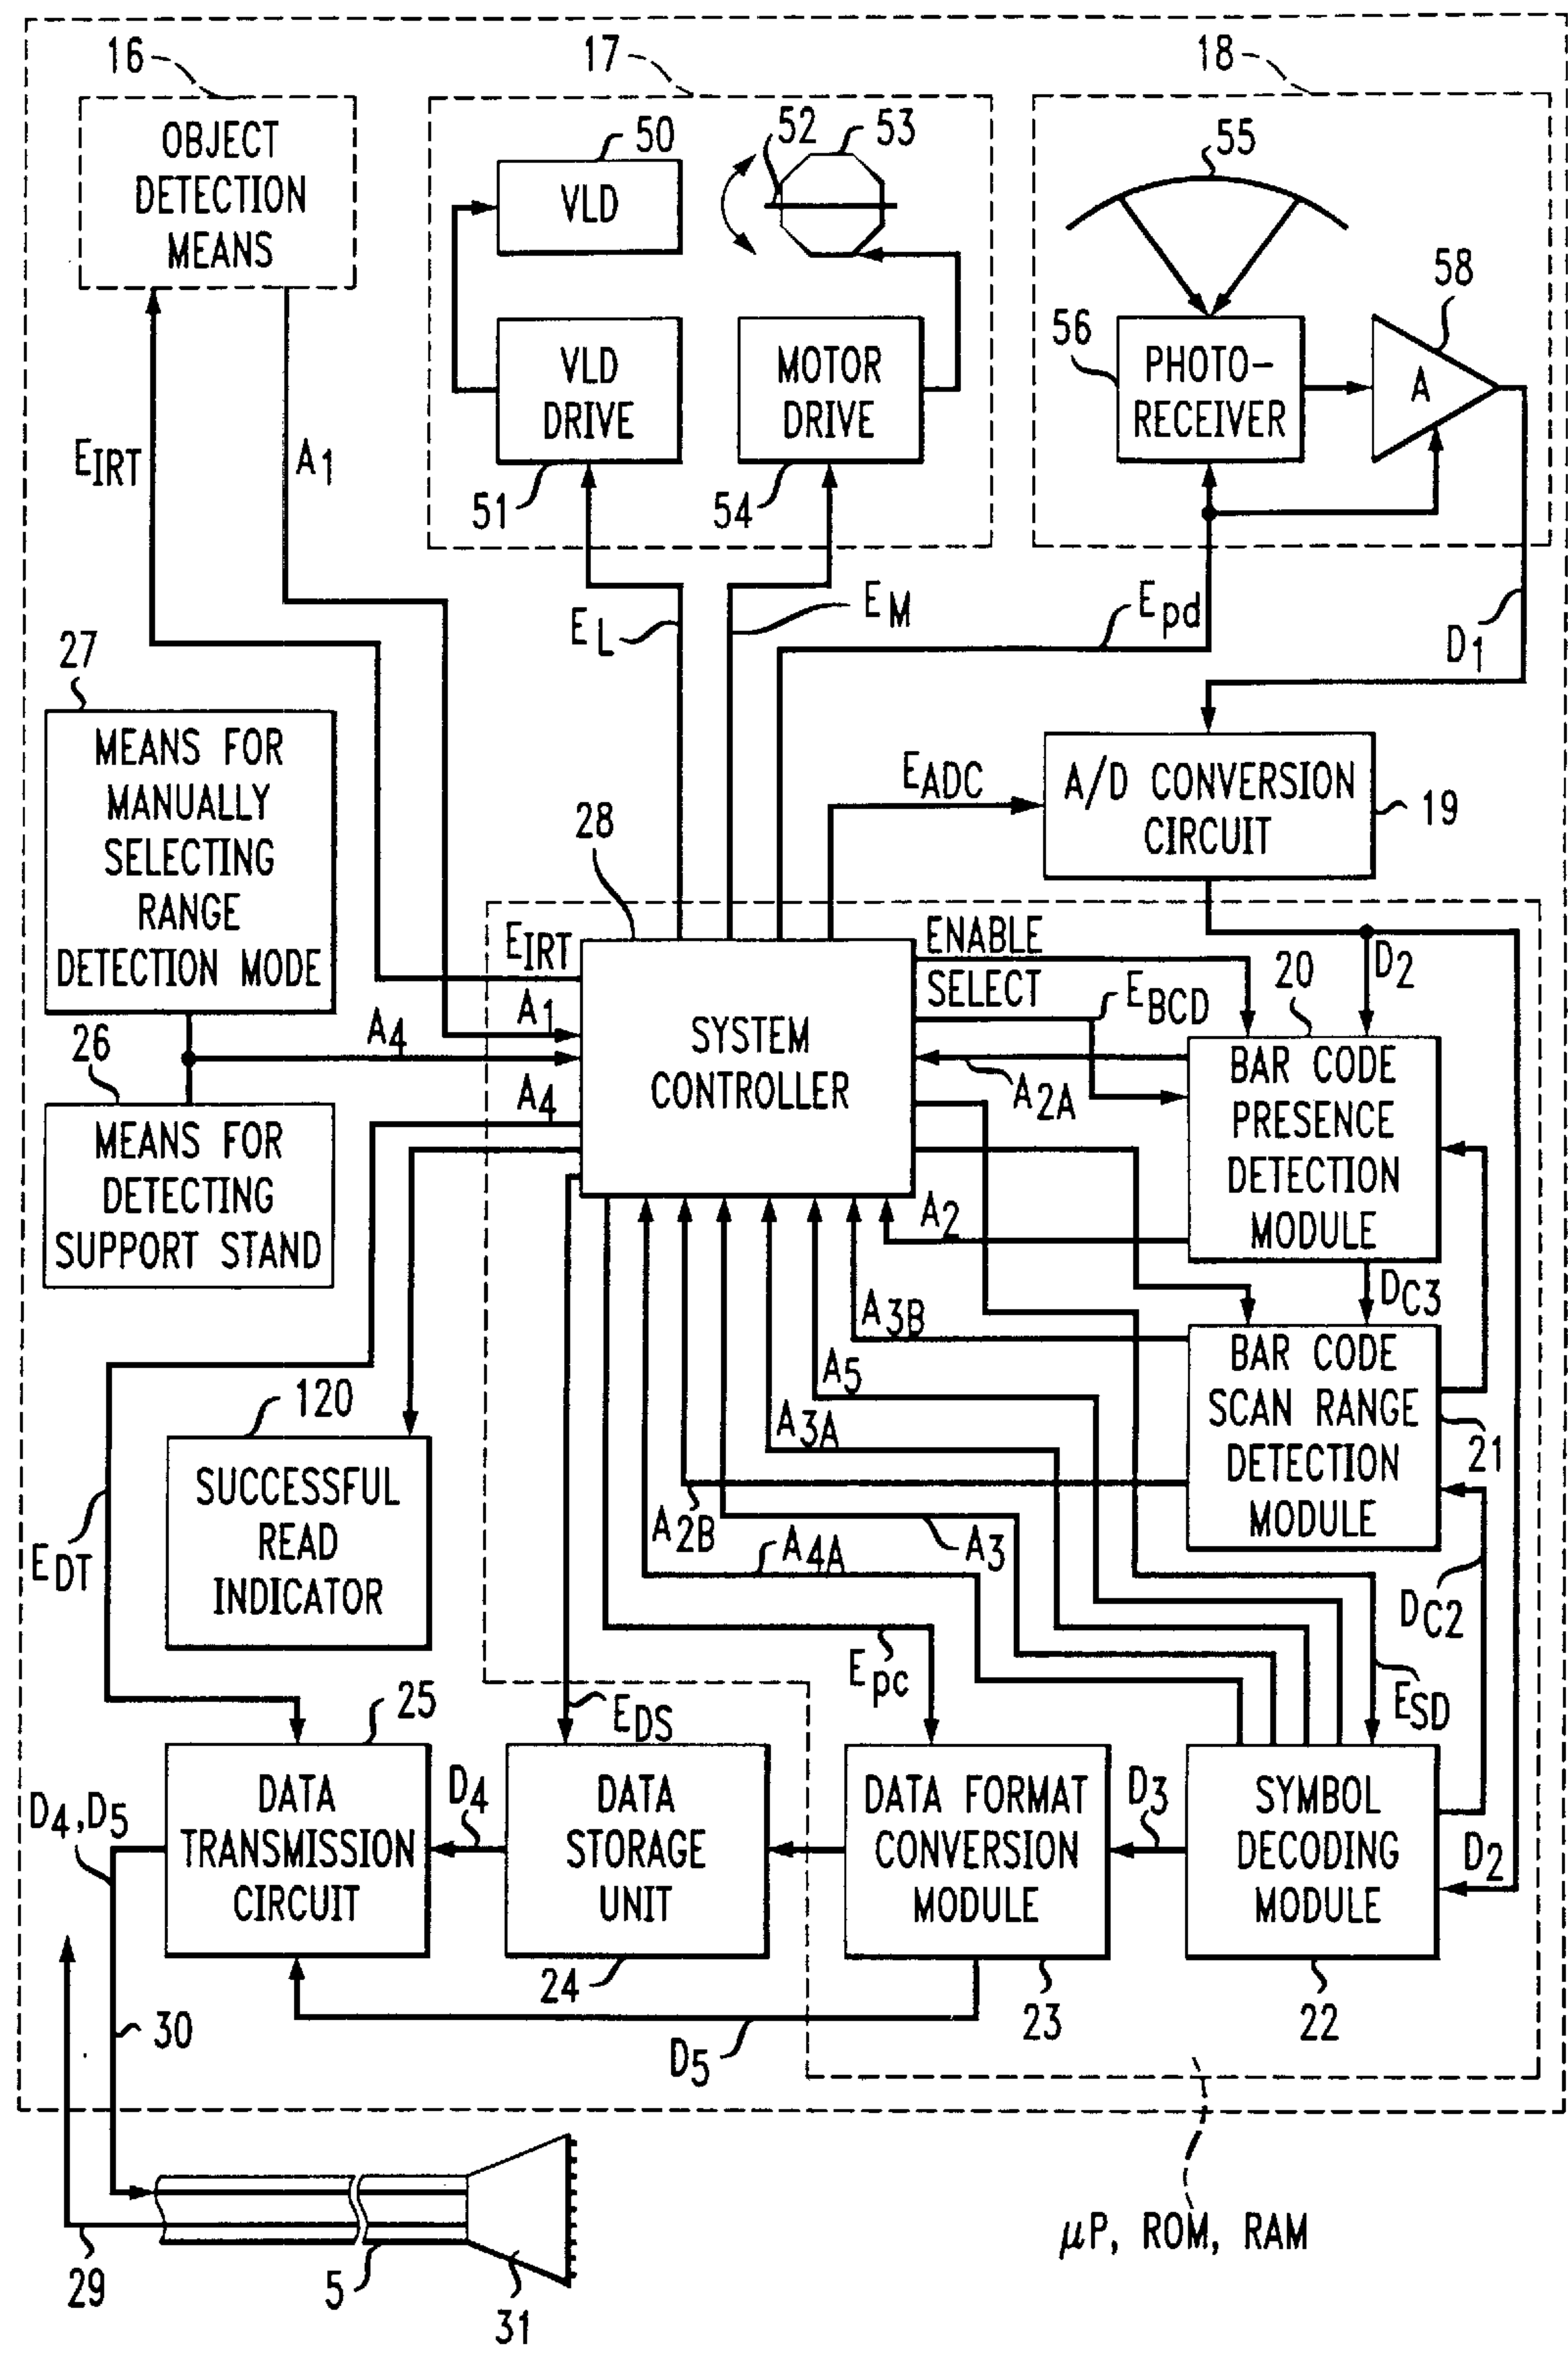 16
17
18
OBJECT
DETECTION
MEANS
50
VLD
52
53
55
58
56
PHOTO-
RECEIVER
A
VLD
DRIVE
MOTOR
DRIVE
51
54
EIRT
A1
EL
EM
Epd
D1
27
MEANS FOR
MANUALLY
SELECTING
RANGE
DETECTION MODE
EADC
A/D CONVERSION
CIRCUIT
19
28
EIRT
ENABLE
SELECT
EBCD
20
D2
A1
A4
SYSTEM
CONTROLLER
A2A
BAR CODE
PRESENCE
DETECTION
MODULE
26
A4
MEANS FOR
DETECTING
SUPPORT STAND
A2
DC3
A3B
BAR CODE
SCAN RANGE
DETECTION
MODULE
21
A5
A3A
120
SUCCESSFUL
READ
INDICATOR
A2B
A3
A4A
EDT
DC2
Epc
ESD
EDS
25
DATA
TRANSMISSION
CIRCUIT
D4
DATA
STORAGE
UNIT
DATA FORMAT
CONVERSION
MODULE
D3
SYMBOL
DECODING
MODULE
D2
D4,D5
24
23
22
30
D5
29
5
31
μP, ROM, RAM